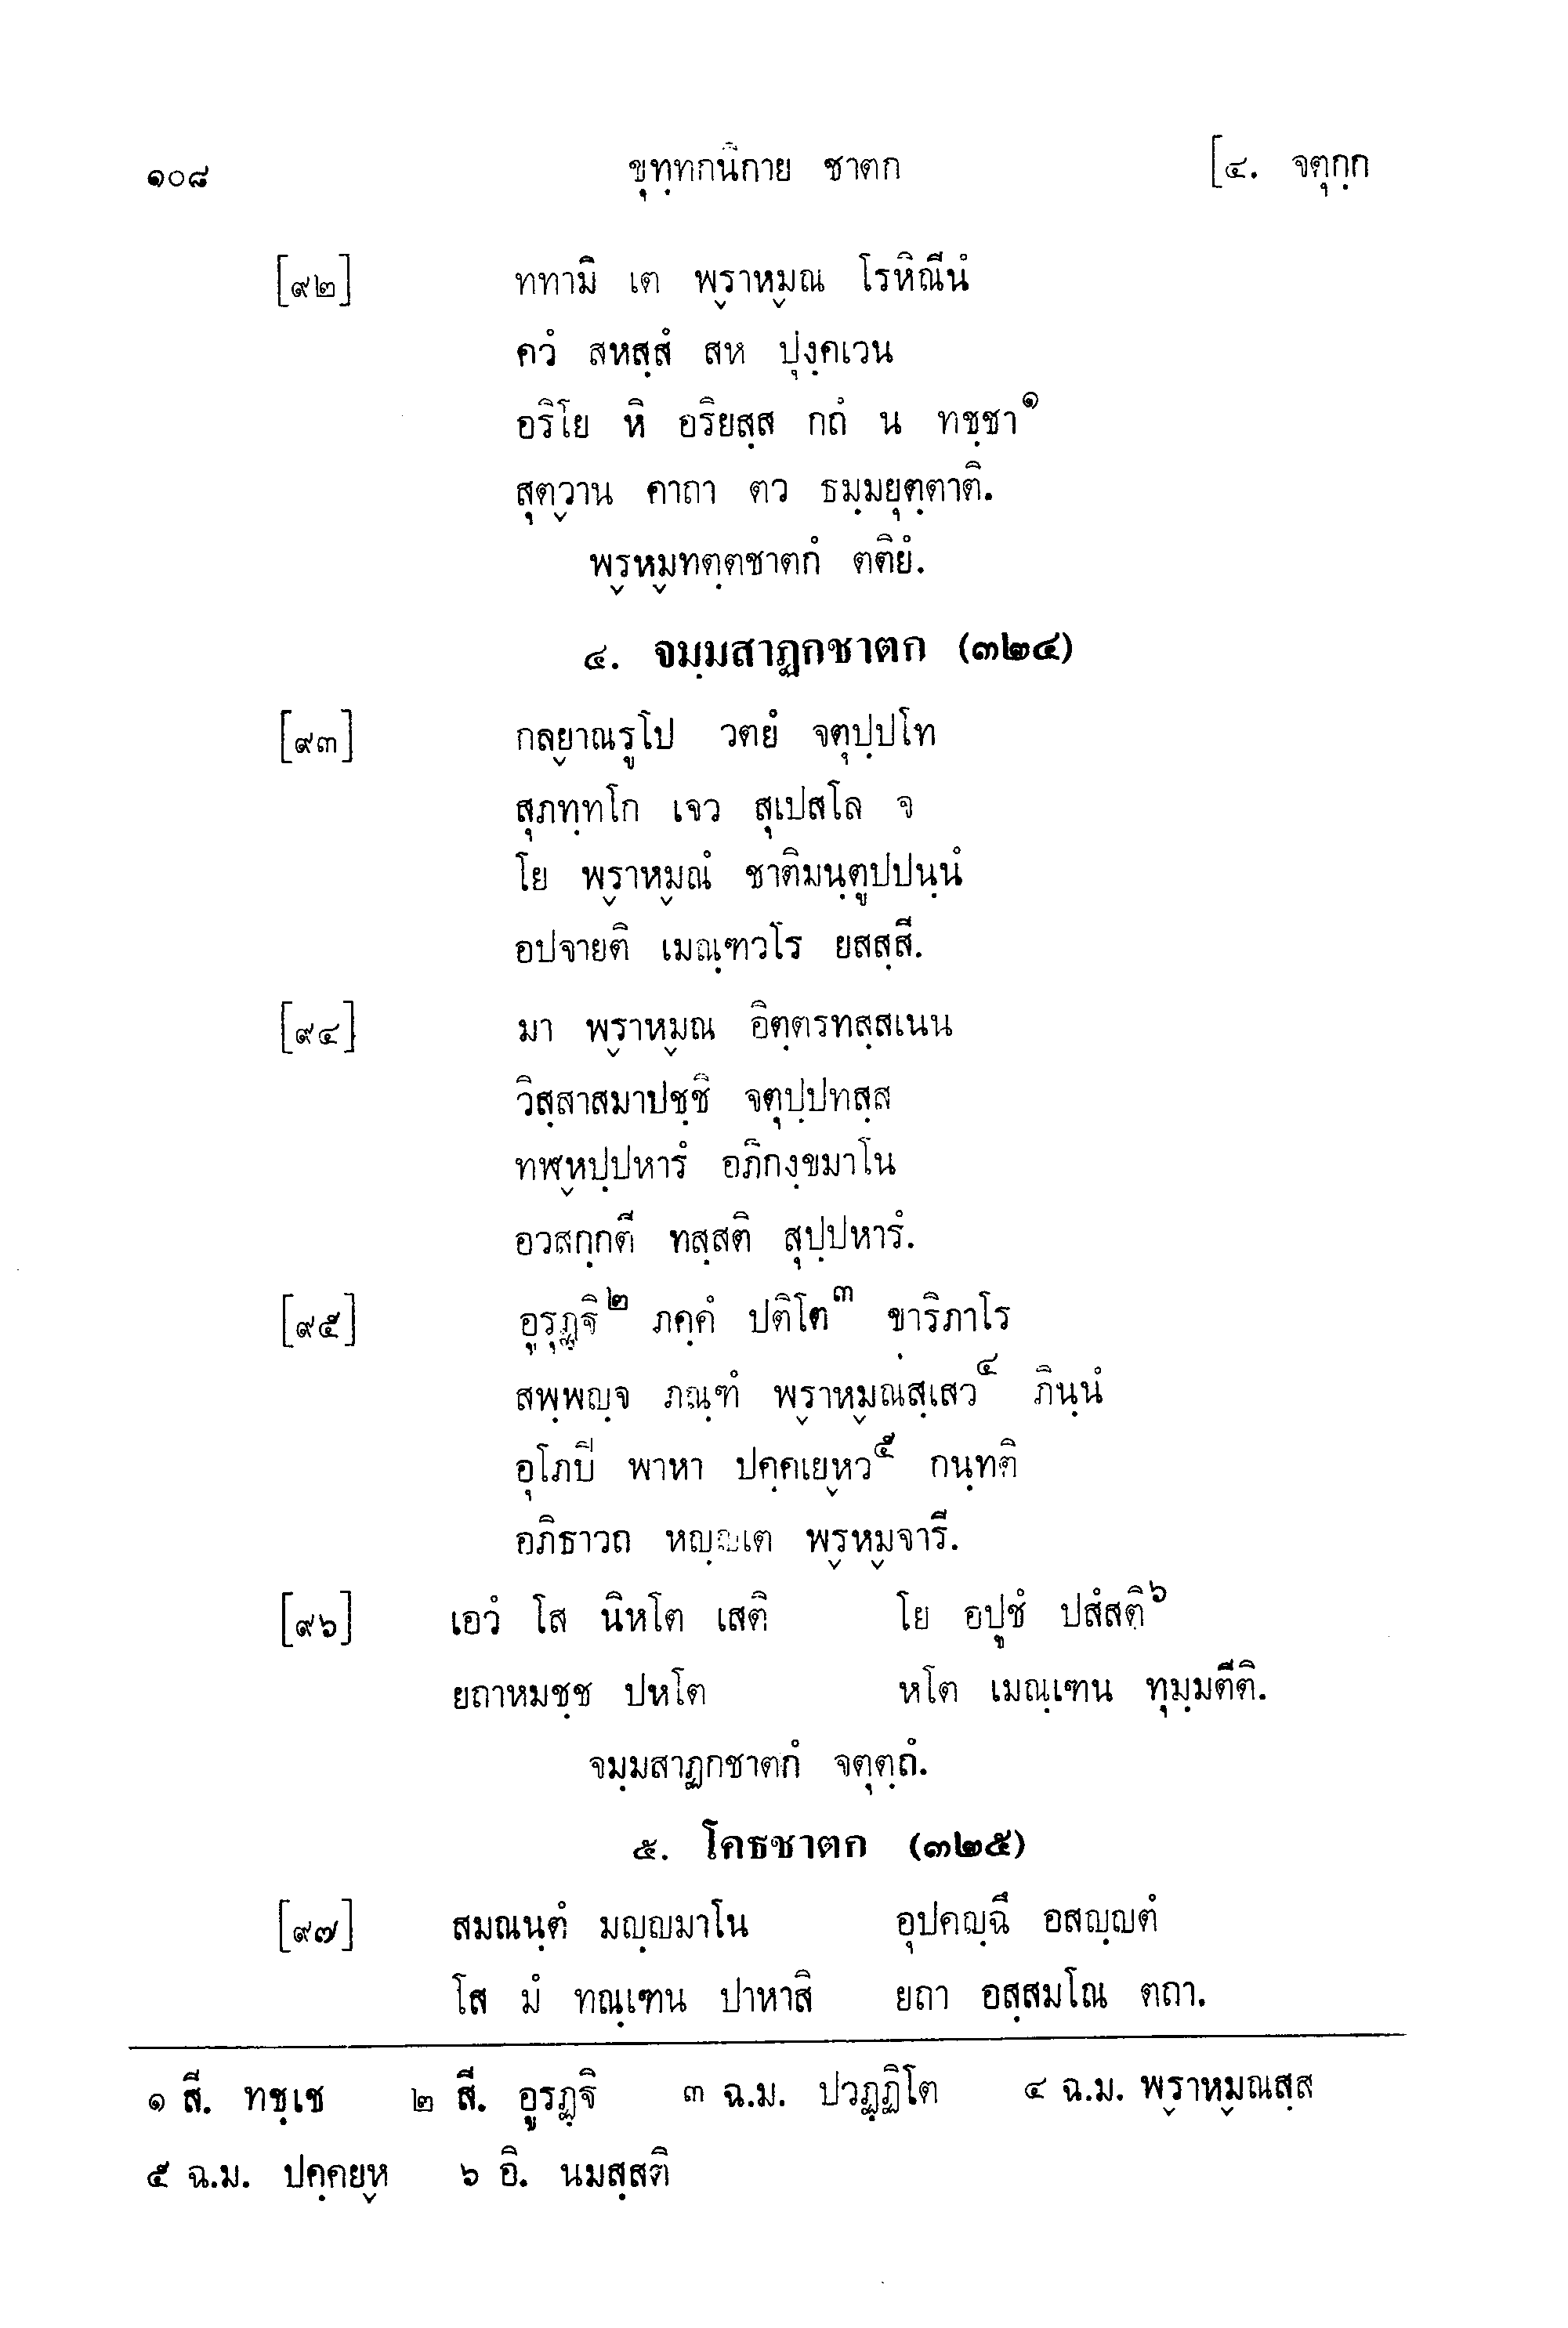 ๑๐๘ ขุทฺทกนิกาย ชาตก [๔. จตุกฺก
[๙๒] ททามิ เต พฺราหฺมณ โรหิณีนํ
ควํ สหสฺสํ สห ปุงฺคเวน
อริโย หิ อริยสฺส กถํ น ทชฺชา๑
สุตฺวาน คาถา ตว ธมฺมยุตฺตาติ.
พฺรหฺมทตฺตชาตกํ ตติยํ.
๔. จมฺมสาฏกชาตก (๓๒๔)
[๙๓] กลฺยาณรูโป วตยํ จตุปฺปโท
สุภทฺทโก เจว สุเปสโล จ
โย พฺราหฺมณํ ชาติมนฺตูปปนฺนํ
อปจายติ เมณฺฑวโร ยสสฺสี.
[๙๔] มา พฺราหฺมณ อิตฺตรทสฺสเนน
วิสฺสาสมาปชฺชิ จตุปฺปทสฺส
ทฬฺหปฺปหารํ อภิกงฺขมาโน
อวสกฺกตี ทสฺสติ สุปฺปหารํ.
[๙๕] อูรุฏฺฐิ๒ ภคฺคํ ปติโต๓ ขาริภาโร
สพฺพญฺจ ภณฺฑํ พฺราหฺมณสฺเสว๔ ภินฺนํ
อุโภปิ พาหา ปคฺคเยฺหว๕ กนฺทติ
อภิธาวถ หญฺญเต พฺรหฺมจารี.
[๙๖] เอวํ โส นิหโต เสติ โย อปูชํ ปสํสติ๖
ยถาหมชฺช ปหโต หโต เมณฺเฑน ทุมฺมตีติ.
จมฺมสาฏกชาตกํ จตุตฺถํ.
๕. โคธชาตก (๓๒๕)
[๙๗] สมณนฺตํ มญฺญมาโน อุปคญฺฉึ อสญฺญตํ
โส มํ ทณฺเฑน ปาหาสิ ยถา อสฺสมโณ ตถา.
๑ สี. ทชฺเช ๒ สี. อูรฏฺฐิ ๓ ฉ.ม. ปวฏฺฏิโต ๔ ฉ.ม. พฺราหฺมณสฺส
๕ ฉ.ม. ปคฺคยฺห ๖ อิ. นมสฺสติ